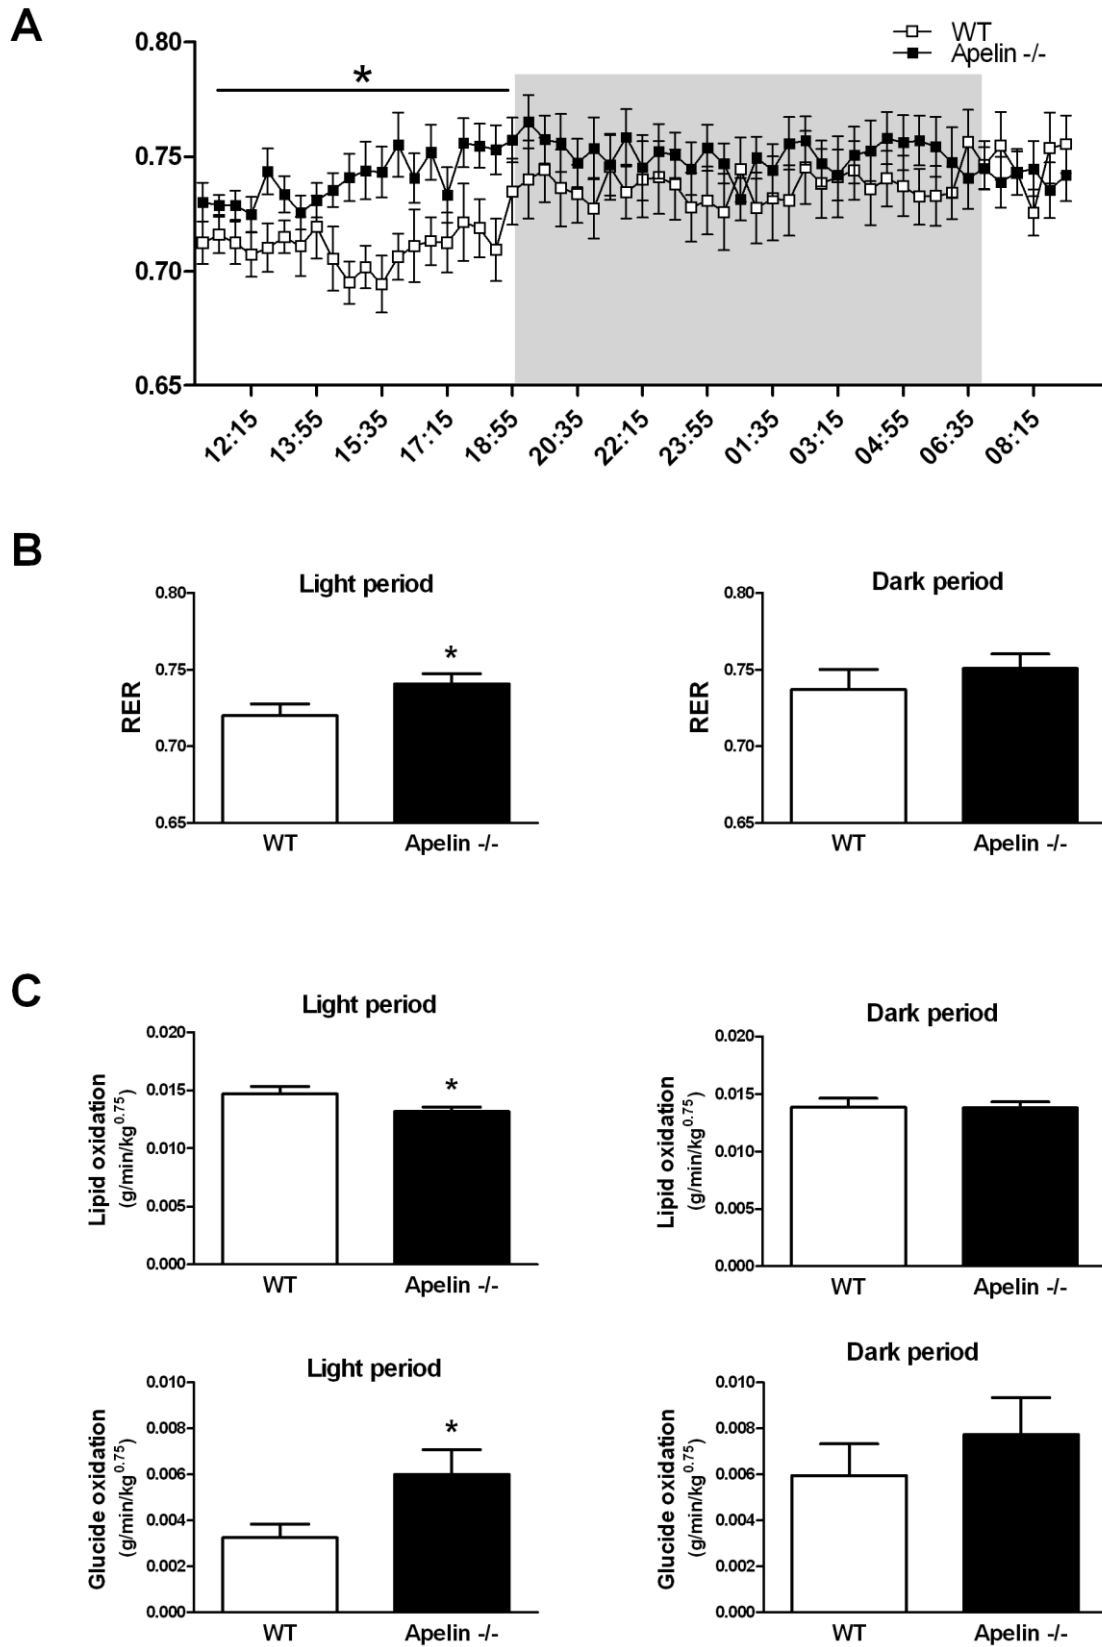 A
WT
Apelin -/-
*
0.80
0.75
0.70
0.65
12:15 13:55 15:35 17:15 18:55 20:35 22:15 23:55 01:35 03:15 04:55 06:35 08:15
B
Light period
0.80
0.75
0.70
0.65
RER
*
WT Apelin -/-
Dark period
0.80
0.75
0.70
0.65
RER
WT Apelin -/-
C
Light period
0.020
0.015
0.010
0.005
0.000
Lipid oxidation
(g/min/kg0.75)
*
WT Apelin -/-
Dark period
0.020
0.015
0.010
0.005
0.000
Lipid oxidation
(g/min/kg0.75)
WT Apelin -/-
Light period
0.010
0.008
0.006
0.004
0.002
0.000
Glucide oxidation
(g/min/kg0.75)
*
WT Apelin -/-
Dark period
0.010
0.008
0.006
0.004
0.002
0.000
Glucide oxidation
(g/min/kg0.75)
WT Apelin -/-